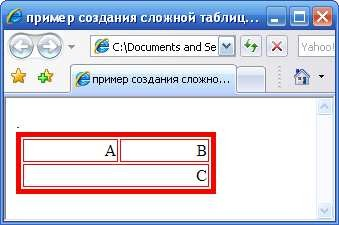 пример создания сложной таблиц...
C:\Documents and Se
Yahoo!
пример создания сложно...
.
A B
C